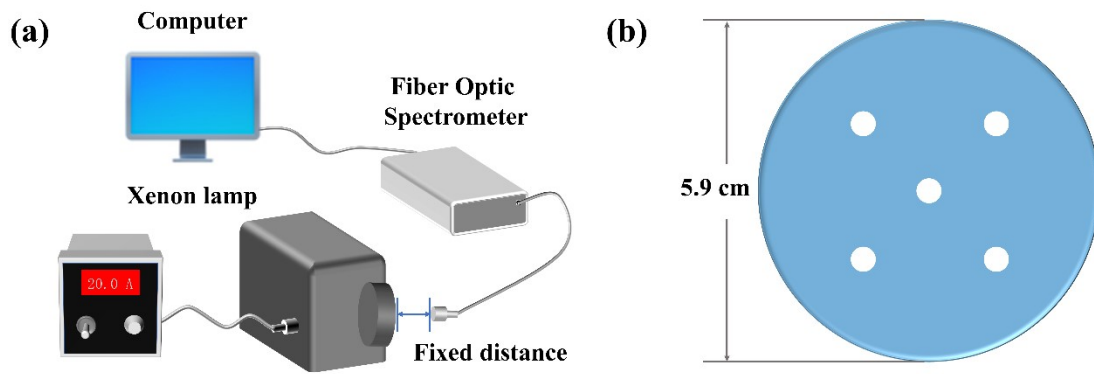 (a)
Computer
Fiber Optic
Spectrometer
Xenon lamp
20.0 A
Fixed distance
(b)
5.9 cm